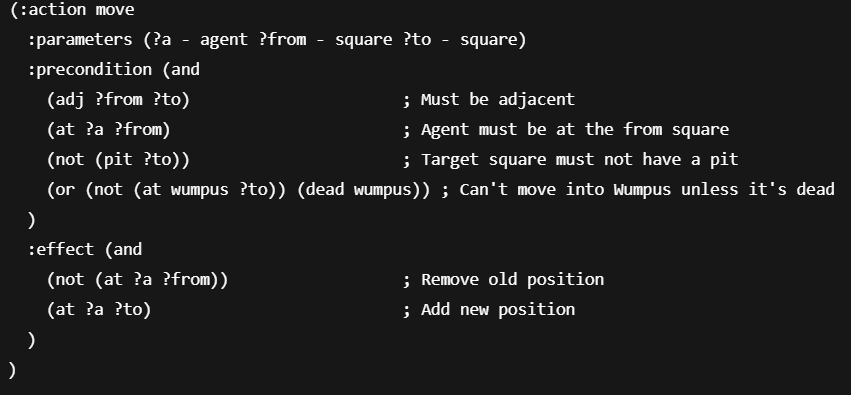 (:action move
  :parameters (?a - agent ?from - square ?to - square)
  :precondition (and
    (adj ?from ?to)                      ; Must be adjacent
    (at ?a ?from)                        ; Agent must be at the from square
    (not (pit ?to))                      ; Target square must not have a pit
    (or (not (at wumpus ?to)) (dead wumpus)) ; Can't move into Wumpus unless it's dead
  )
  :effect (and
    (not (at ?a ?from))                  ; Remove old position
    (at ?a ?to)                          ; Add new position
  )
)